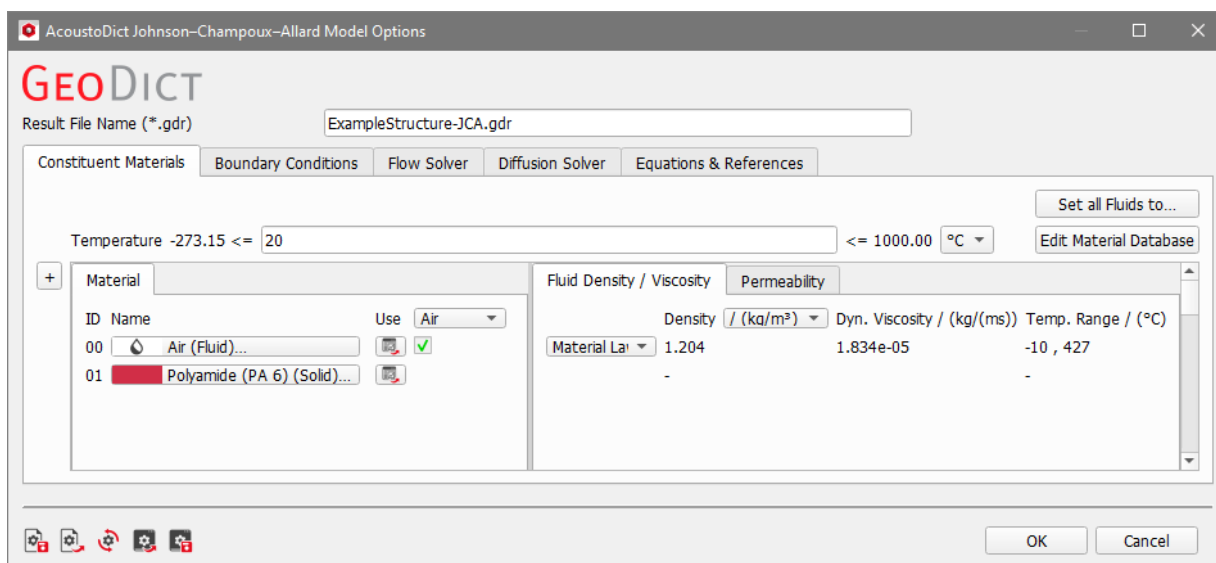 AcoustoDict Johnson–Champoux–Allard Model Options
GEODICT
Result File Name (*.gdr) ExampleStructure-JCA.gdr
Constituent Materials Boundary Conditions Flow Solver Diffusion Solver Equations & References
Set all Fluids to...
Temperature -273.15 <= 20 <= 1000.00 °C Edit Material Database
+ Material Fluid Density / Viscosity Permeability
ID Name Use Air Density / (kg/m³) Dyn. Viscosity / (kg/(ms)) Temp. Range / (°C)
00 Air (Fluid)... Material La 1.204 1.834e-05 -10 , 427
01 Polyamide (PA 6) (Solid)... - -
OK Cancel